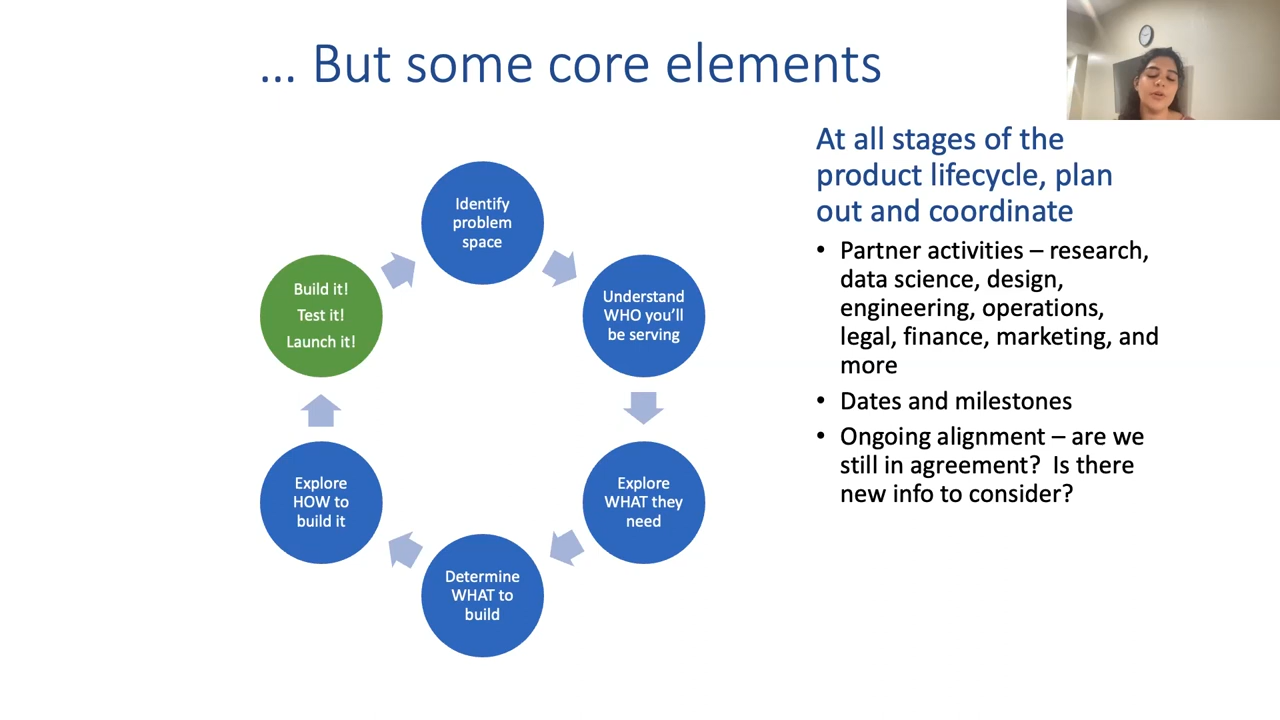 ... But some core elements
Identify
problem
space
Understand
WHO you’ll
be serving
Explore
WHAT they
need
Determine
WHAT to
build
Explore
HOW to
build it
Build it!
Test it!
Launch it!
At all stages of the
product lifecycle, plan
out and coordinate
• Partner activities – research,
data science, design,
engineering, operations,
legal, finance, marketing, and
more
• Dates and milestones
• Ongoing alignment – are we
still in agreement?  Is there
new info to consider?